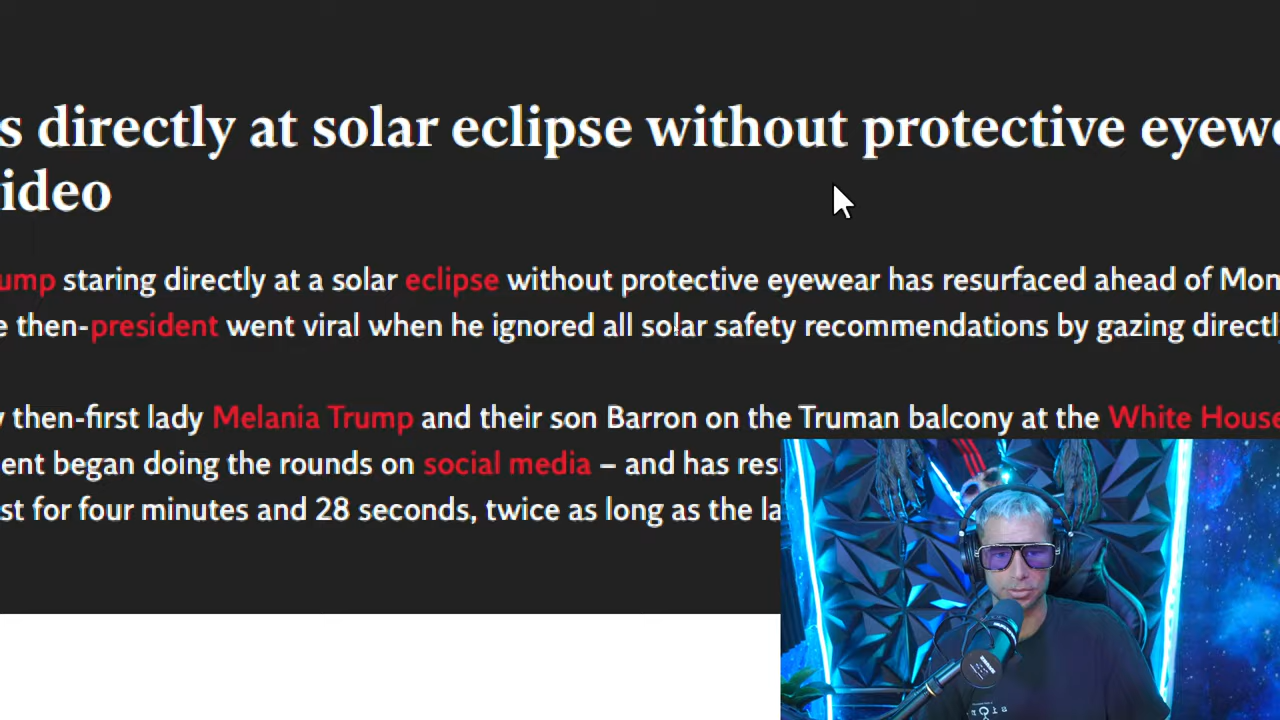 s directly at solar eclipse without protective eyewe
ideo
ump staring directly at a solar eclipse without protective eyewear has resurfaced ahead of Mon
e then-president went viral when he ignored all solar safety recommendations by gazing directl
then-first lady Melania Trump and their son Barron on the Truman balcony at the White House
ent began doing the rounds on social media – and has resu
st for four minutes and 28 seconds, twice as long as the la